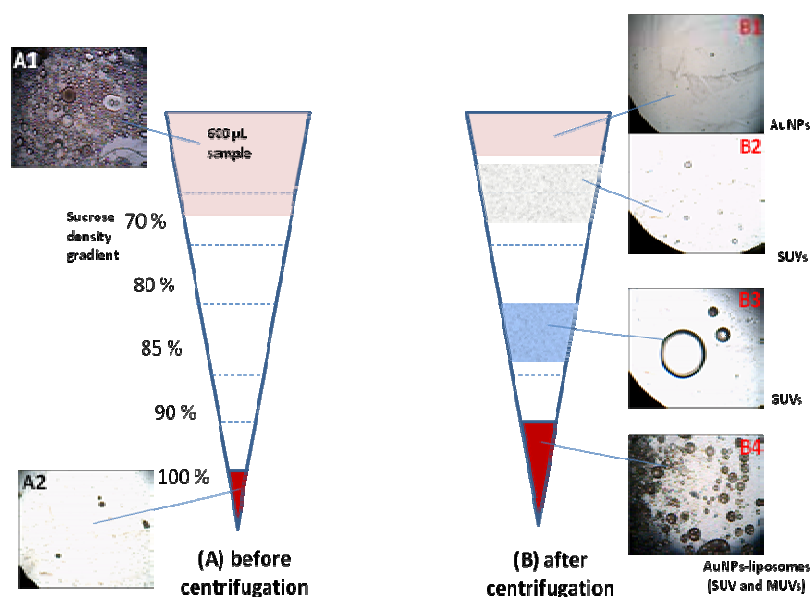 A1
600 µL
sample
Sucrose
density
gradient
70 %
80 %
85 %
90 %
100 %
A2
(A) before
centrifugation
B1
AuNPs
B2
SUVs
B3
GUVs
B4
AuNPs-liposomes
(SUV and MUVs)
(B) after
centrifugation